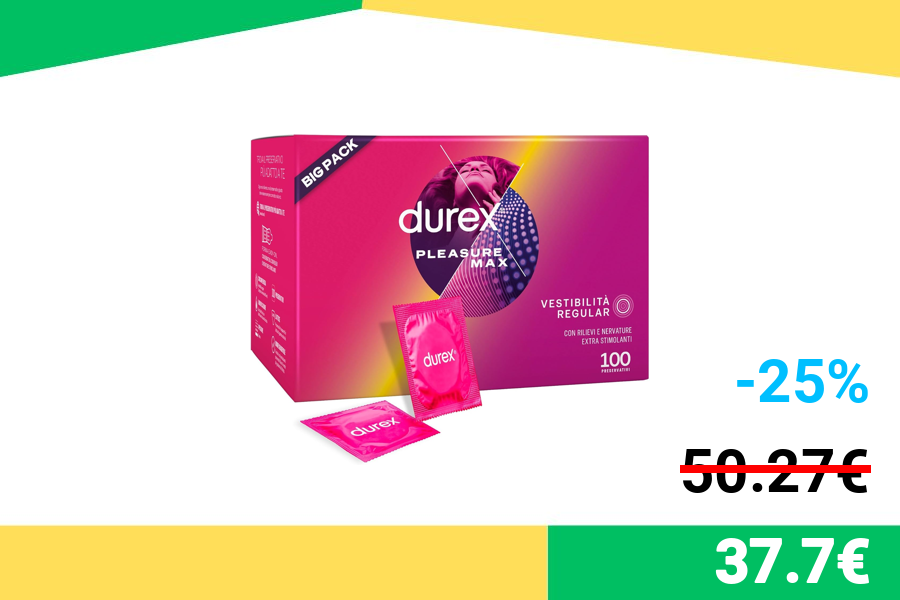 BIG PACK
durex
PLEASURE
MAX
VESTIBILITÀ
REGULAR
CON RILIEVI E NERVATURE
EXTRA STIMOLANTI
100
PRESERVATIVI
durex
durex
-25%
50.27€
37.7€